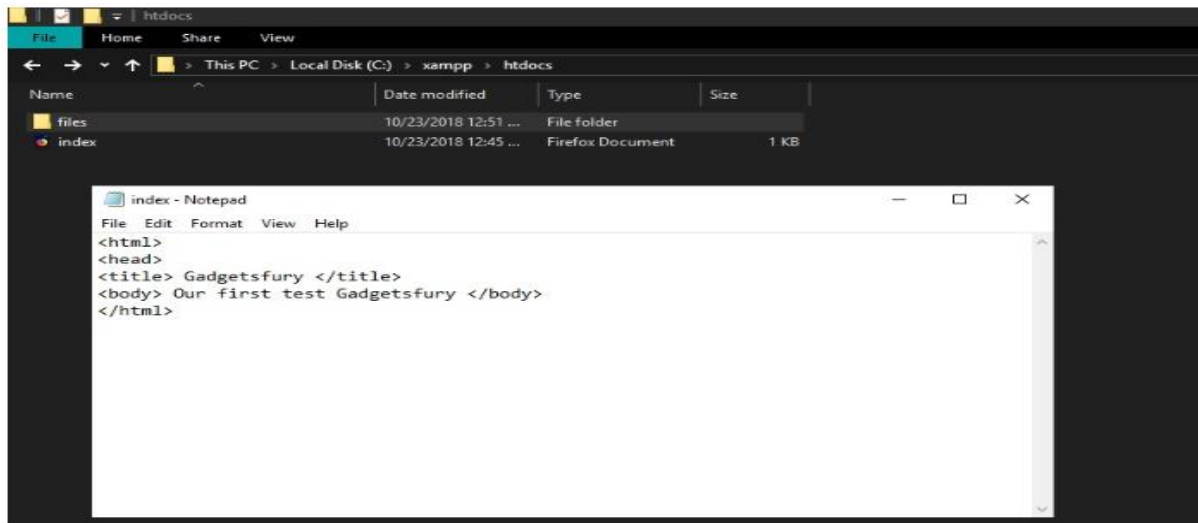 htdocs
File Home Share View
> This PC > Local Disk (C:) > xampp > htdocs
Name Date modified Type Size
files 10/23/2018 12:51 ... File folder
index 10/23/2018 12:45 ... Firefox Document 1 KB
index - Notepad
File Edit Format View Help
<html>
<head>
<title> Gadgetsfury </title>
<body> Our first test Gadgetsfury </body>
</html>